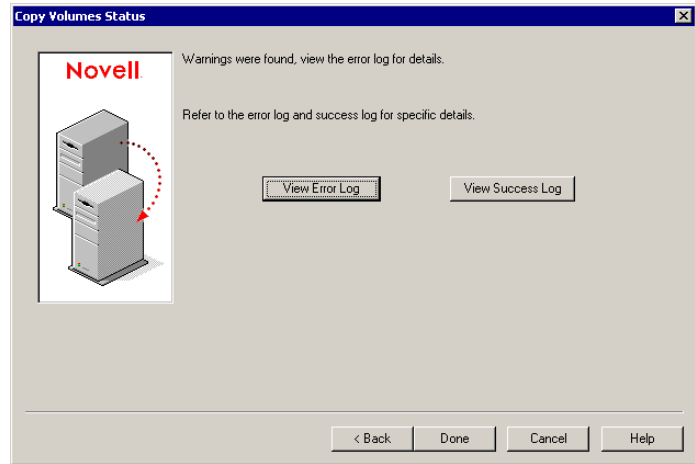 Copy Volumes Status
Novell.
Warnings were found, view the error log for details.
Refer to the error log and success log for specific details.
View Error Log
View Success Log
< Back
Done
Cancel
Help